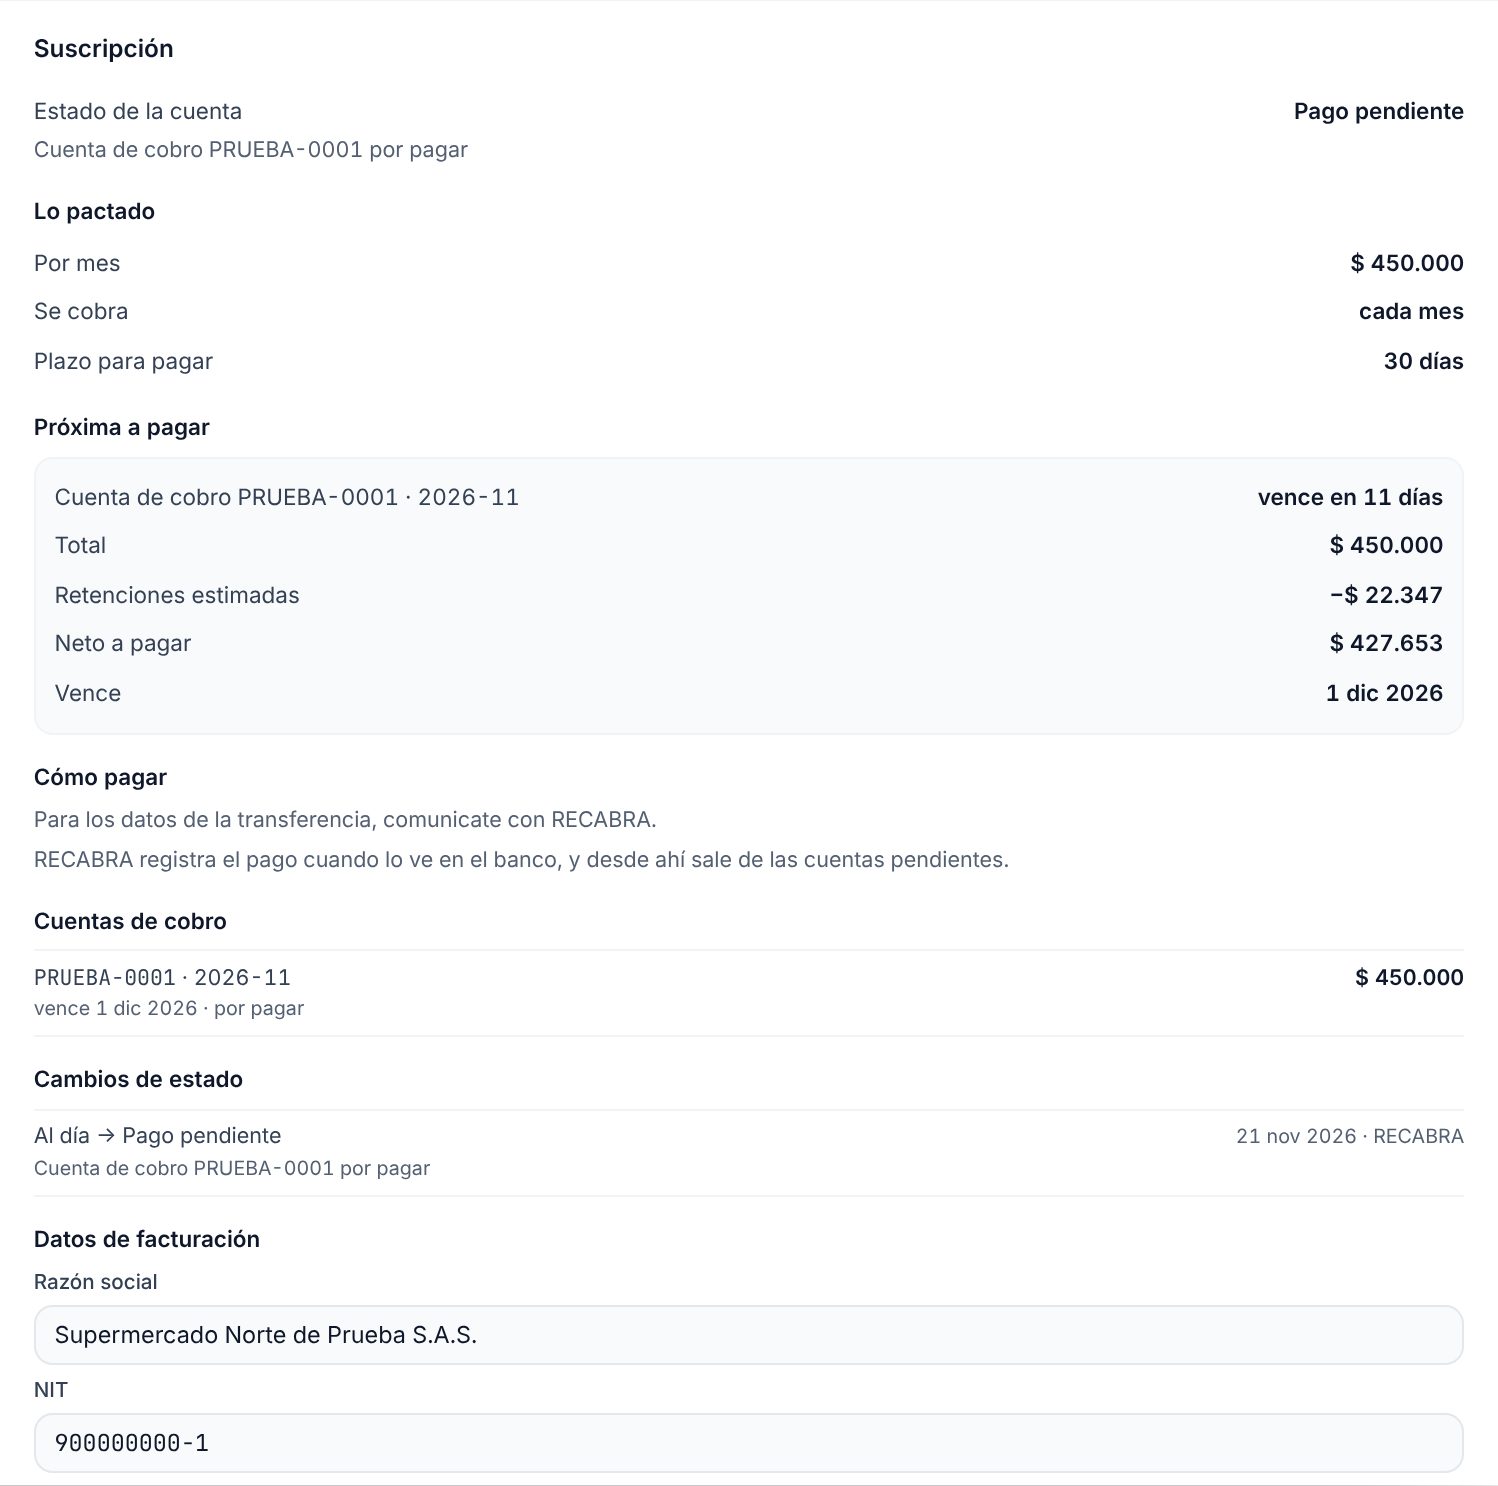 Suscripción
Estado de la cuenta Pago pendiente
Cuenta de cobro PRUEBA-0001 por pagar
Lo pactado
Por mes $ 450.000
Se cobra cada mes
Plazo para pagar 30 días
Próxima a pagar
Cuenta de cobro PRUEBA-0001 · 2026-11 vence en 11 días
Total $ 450.000
Retenciones estimadas −$ 22.347
Neto a pagar $ 427.653
Vence 1 dic 2026
Cómo pagar
Para los datos de la transferencia, comunicate con RECABRA.
RECABRA registra el pago cuando lo ve en el banco, y desde ahí sale de las cuentas pendientes.
Cuentas de cobro
PRUEBA-0001 · 2026-11 $ 450.000
vence 1 dic 2026 · por pagar
Cambios de estado
Al día → Pago pendiente 21 nov 2026 · RECABRA
Cuenta de cobro PRUEBA-0001 por pagar
Datos de facturación
Razón social
Supermercado Norte de Prueba S.A.S.
NIT
900000000-1